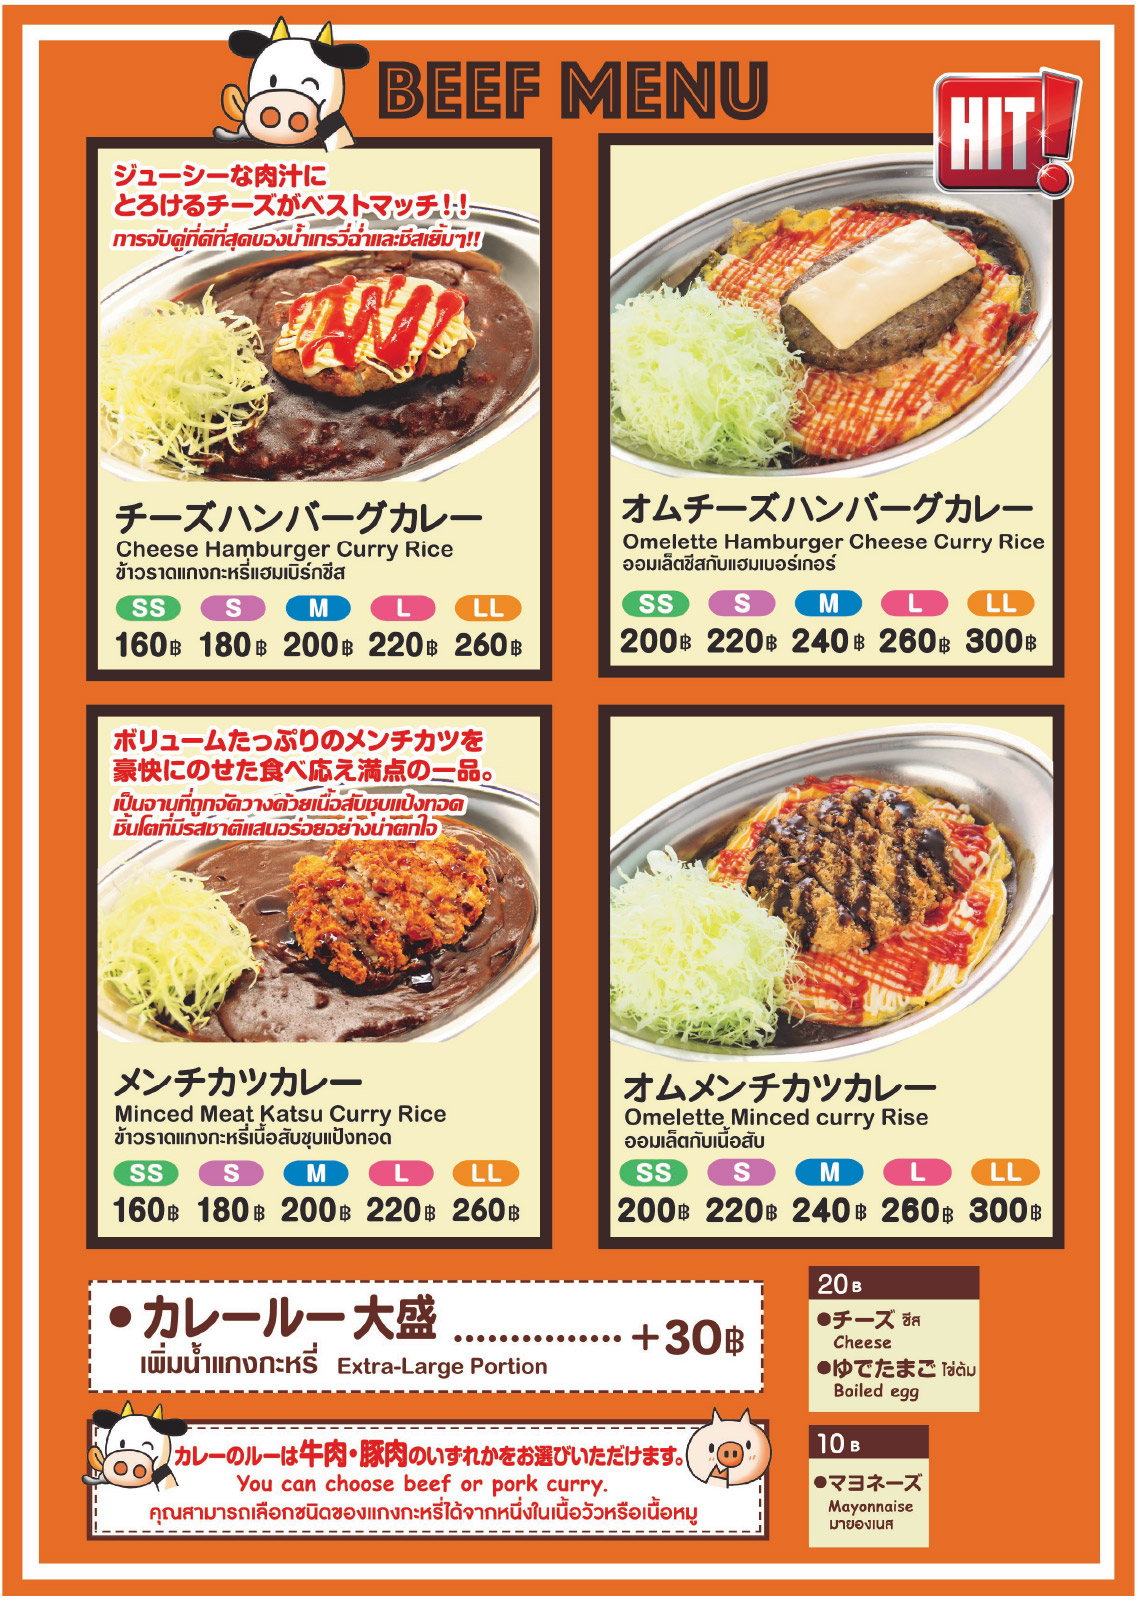 BEEF MENU
HIT!
ジューシーな肉汁に
とろけるチーズがベストマッチ!!
การจับคู่ที่ดีที่สุดของน้ำเกรวี่ฉ่ำและชีสเยิ้มๆ!!
チーズハンバーグカレー
Cheese Hamburger Curry Rice
ข้าวราดแกงกะหรี่แฮมเบิร์กชีส
SS S M L LL
160฿ 180฿ 200฿ 220฿ 260฿
オムチーズハンバーグカレー
Omelette Hamburger Cheese Curry Rice
ออมเล็ตชีสกับแฮมเบอร์เกอร์
SS S M L LL
200฿ 220฿ 240฿ 260฿ 300฿
ボリュームたっぷりのメンチカツを
豪快にのせた食べ応え満点の一品。
เป็นจานที่ถูกจัดวางด้วยเนื้อสับชุบแป้งทอด
ชิ้นโตที่มีรสชาติแสนอร่อยอย่างน่าตกใจ
メンチカツカレー
Minced Meat Katsu Curry Rice
ข้าวราดแกงกะหรี่เนื้อสับชุบแป้งทอด
SS S M L LL
160฿ 180฿ 200฿ 220฿ 260฿
オムメンチカツカレー
Omelette Minced curry Rise
ออมเล็ตกับเนื้อสับ
SS S M L LL
200฿ 220฿ 240฿ 260฿ 300฿
●カレールー大盛 ............... +30฿
เพิ่มน้ำแกงกะหรี่ Extra-Large Portion
カレーのルーは牛肉・豚肉のいずれかをお選びいただけます。
You can choose beef or pork curry.
คุณสามารถเลือกชนิดของแกงกะหรี่ได้จากหนึ่งในเนื้อวัวหรือเนื้อหมู
20฿
●チーズ ชีส
Cheese
●ゆでたまご ไข่ต้ม
Boiled egg
10฿
●マヨネーズ
Mayonnaise
มายองเนส